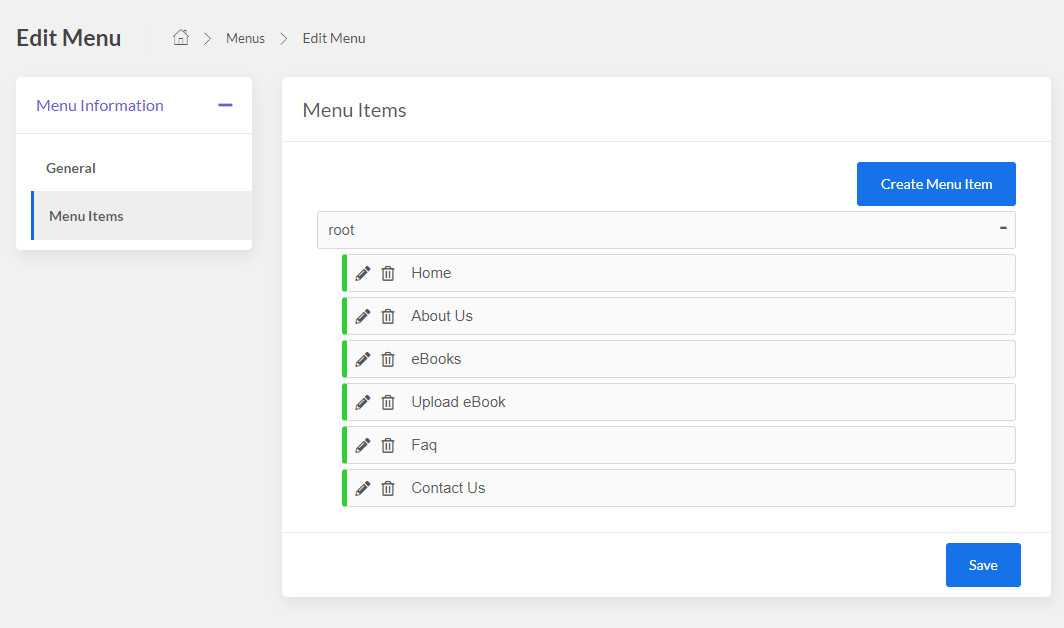 Edit Menu
Menus
Edit Menu
Menu Information
General
Menu Items
Menu Items
Create Menu Item
root
Home
About Us
eBooks
Upload eBook
Faq
Contact Us
Save